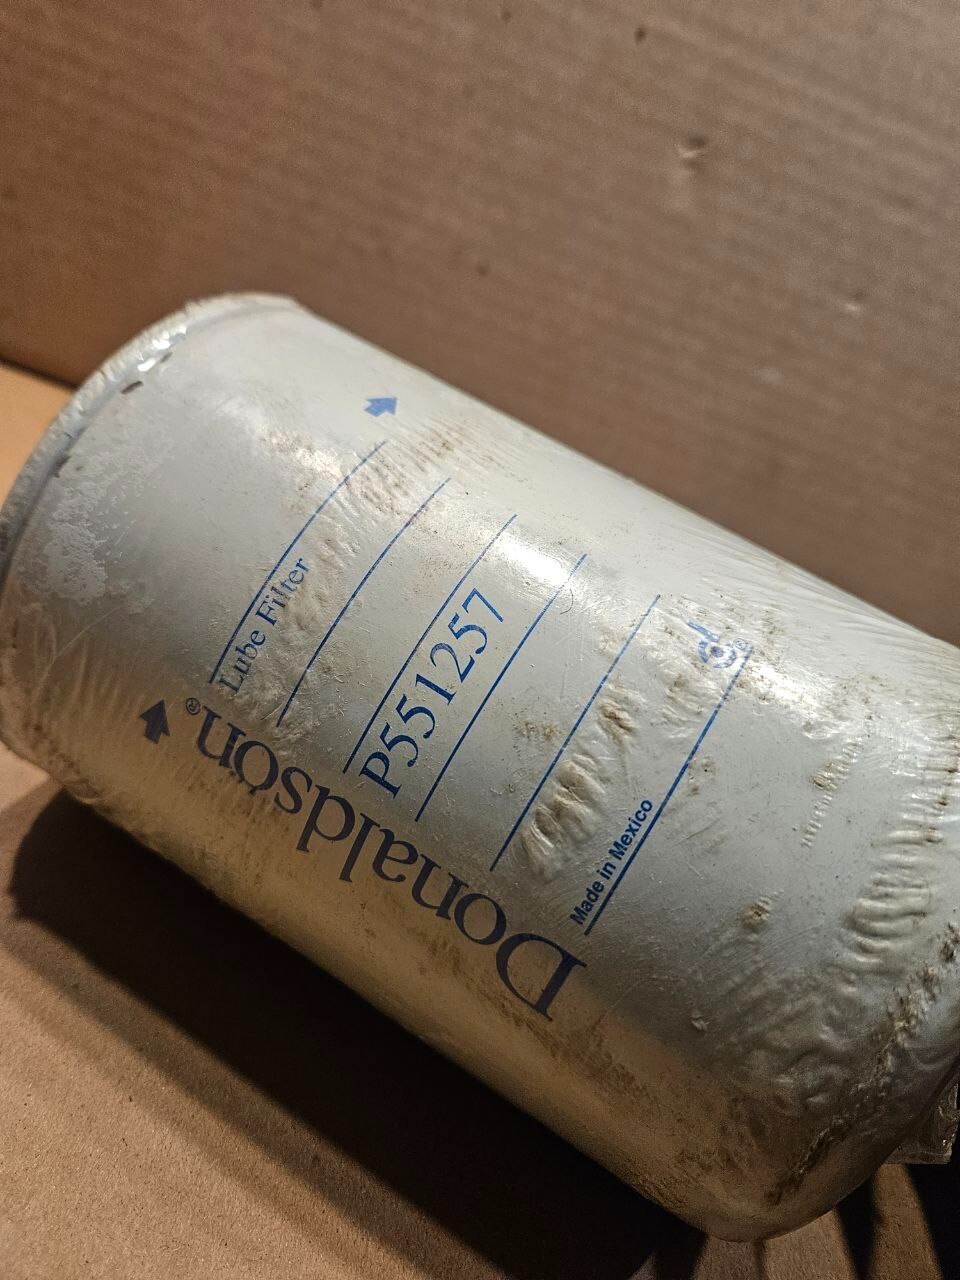 Donaldson®
Lube Filter
P551257
Made in Mexico